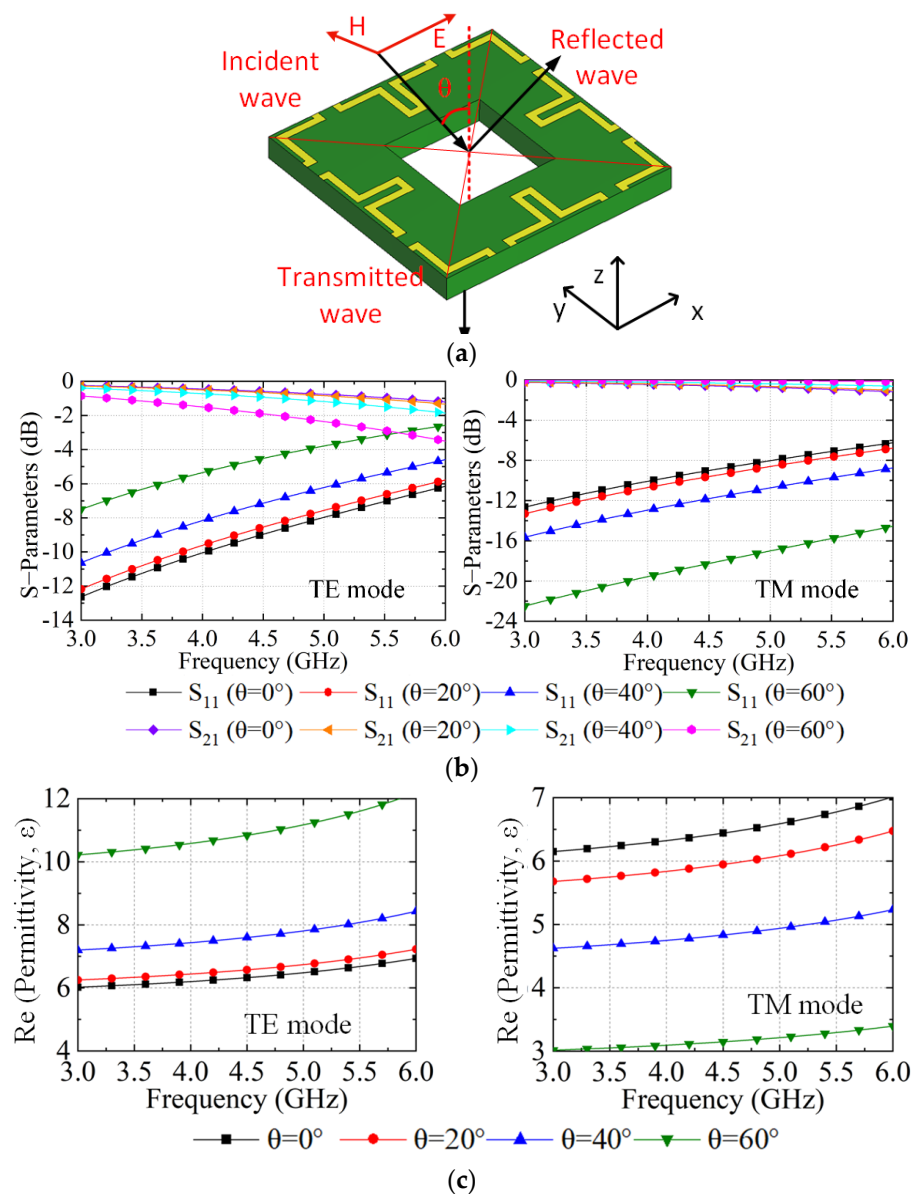 H
E
Incident
wave
Reflected
wave
θ
Transmitted
wave
z
y
x
(a)
S−Parameters (dB)
0
-2
-4
-6
-8
-10
-12
-14
3.0 3.5 4.0 4.5 5.0 5.5 6.0
Frequency (GHz)
TE mode
S−Parameters (dB)
0
-4
-8
-12
-16
-20
-24
3.0 3.5 4.0 4.5 5.0 5.5 6.0
Frequency (GHz)
TM mode
S11 (θ=0°) S11 (θ=20°) S11 (θ=40°) S11 (θ=60°)
S21 (θ=0°) S21 (θ=20°) S21 (θ=40°) S21 (θ=60°)
(b)
Re (Permittivity, ε)
12
10
8
6
4
3.0 3.5 4.0 4.5 5.0 5.5 6.0
Frequency (GHz)
TE mode
Re (Permittivity, ε)
7
6
5
4
3
3.0 3.5 4.0 4.5 5.0 5.5 6.0
Frequency (GHz)
TM mode
θ=0° θ=20° θ=40° θ=60°
(c)